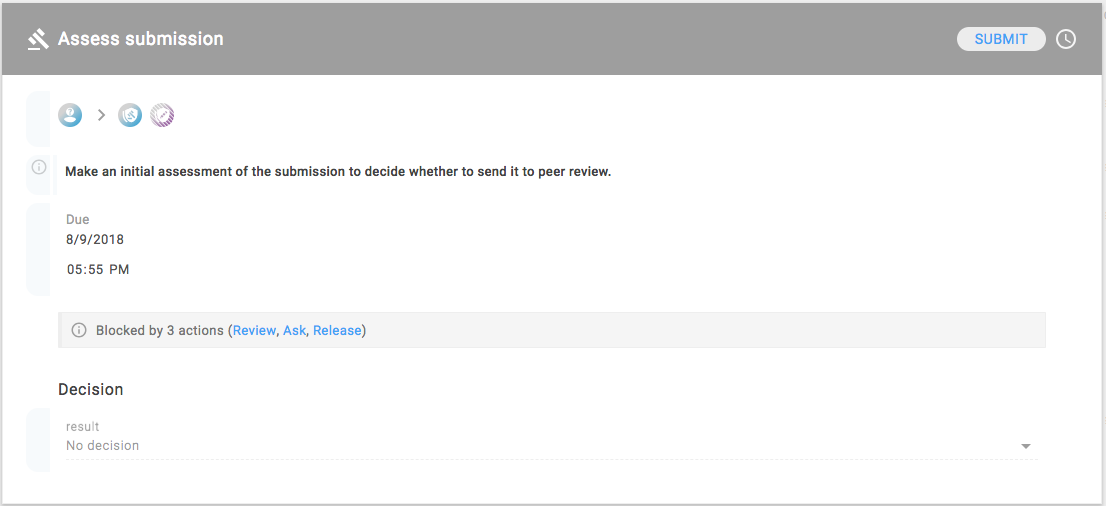 Assess submission
SUBMIT
Make an initial assessment of the submission to decide whether to send it to peer review.
Due
8/9/2018
05:55 PM
Blocked by 3 actions (Review, Ask, Release)
Decision
result
No decision